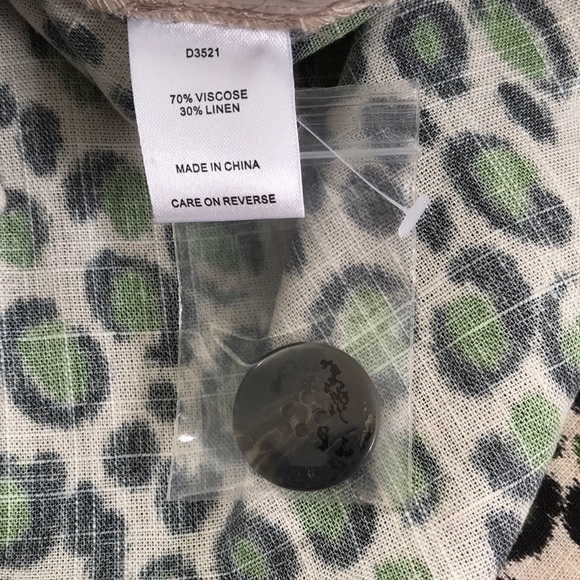 D3521
70% VISCOSE
30% LINEN
MADE IN CHINA
CARE ON REVERSE